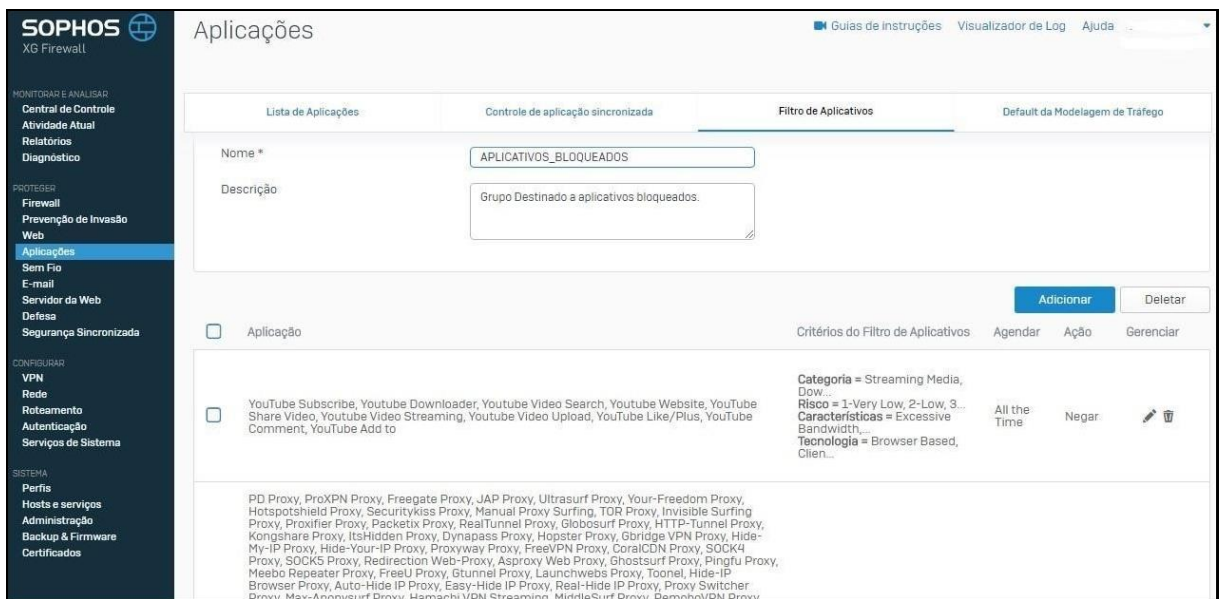 SOPHOS
XG Firewall
Aplicações
Guias de instruções Visualizador de Log Ajuda
MONITORAR E ANALISAR
Central de Controle
Atividade Atual
Relatórios
Diagnóstico
PROTEGER
Firewall
Prevenção de Invasão
Web
Aplicações
Sem Fio
E-mail
Servidor da Web
Defesa
Segurança Sincronizada
CONFIGURAR
VPN
Rede
Roteamento
Autenticação
Serviços de Sistema
SISTEMA
Perfis
Hosts e serviços
Administração
Backup & Firmware
Certificados
Lista de Aplicações Controle de aplicação sincronizada Filtro de Aplicativos Default da Modelagem de Tráfego
Nome * APLICATIVOS_BLOQUEADOS
Descrição Grupo Destinado a aplicativos bloqueados.
Adicionar Deletar
Aplicação Critérios do Filtro de Aplicativos Agendar Ação Gerenciar
YouTube Subscribe, Youtube Downloader, Youtube Video Search, Youtube Website, YouTube
Share Video, Youtube Video Streaming, Youtube Video Upload, YouTube Like/Plus, YouTube
Comment, YouTube Add to
Categoria = Streaming Media,
Dow...
Risco = 1-Very Low, 2-Low, 3...
Características = Excessive
Bandwidth,...
Tecnologia = Browser Based,
Clien...
All the
Time
Negar
PD Proxy, ProXPN Proxy, Freegate Proxy, JAP Proxy, Ultrasurf Proxy, Your-Freedom Proxy,
Hotspotshield Proxy, Securitykiss Proxy, Manual Proxy Surfing, TOR Proxy, Invisible Surfing
Proxy, Proxifier Proxy, Packetix Proxy, RealTunnel Proxy, Globosurf Proxy, HTTP-Tunnel Proxy,
Kongshare Proxy, ItsHidden Proxy, Dynapass Proxy, Hopster Proxy, Gbridge VPN Proxy, Hide-
My-IP Proxy, Hide-Your-IP Proxy, Proxyway Proxy, FreeVPN Proxy, CoralCDN Proxy, SOCK4
Proxy, SOCK5 Proxy, Redirection Web-Proxy, Asproxy Web Proxy, Ghostsurf Proxy, Pingfu Proxy,
Meebo Repeater Proxy, FreeU Proxy, Gtunnel Proxy, Launchwebs Proxy, Toonel, Hide-IP
Browser Proxy, Auto-Hide IP Proxy, Easy-Hide IP Proxy, Real-Hide IP Proxy, Proxy Switcher
Proxy, Max-Anonysurf Proxy, Hamachi VPN Streaming, MiddleSurf Proxy, RemoboVPN Proxy